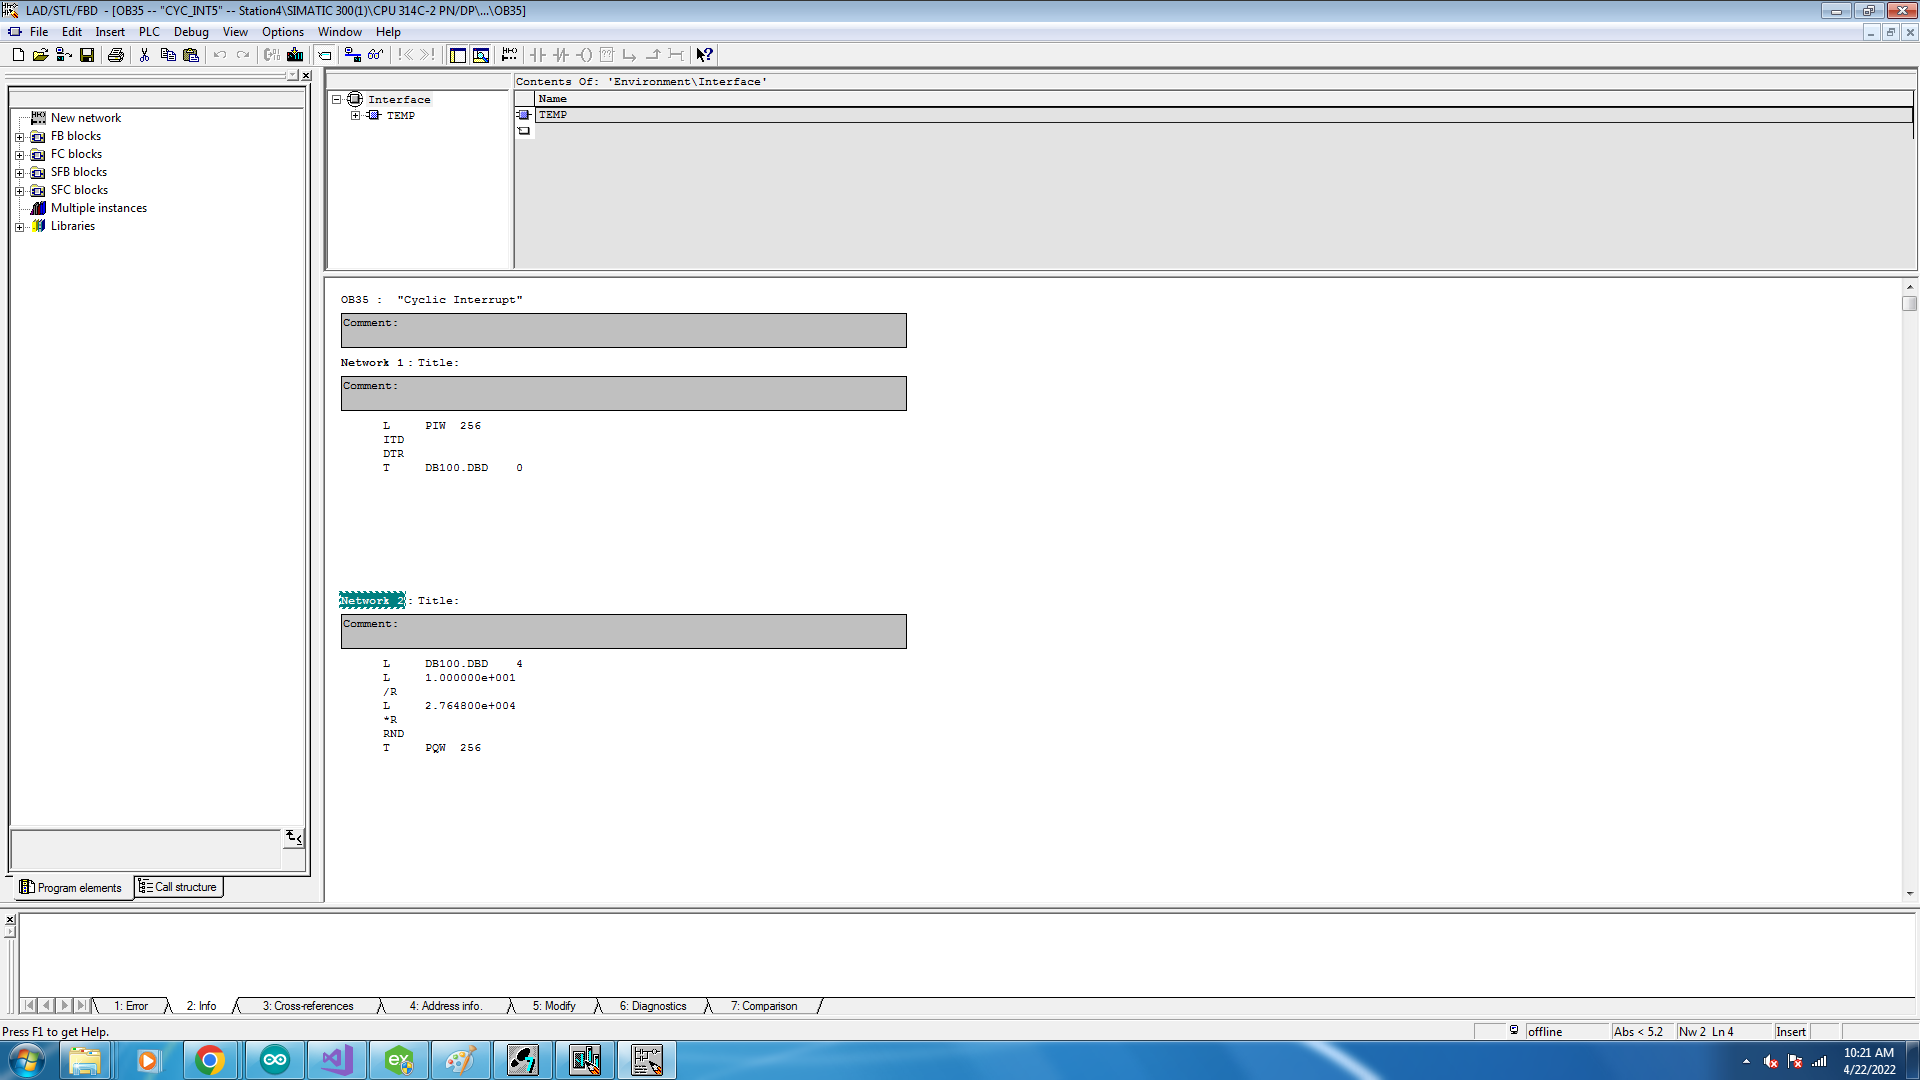 LAD/STL/FBD - [OB35 -- "CYC_INT5" -- Station4\SIMATIC 300(1)\CPU 314C-2 PN/DP\...\OB35]
File Edit Insert PLC Debug View Options Window Help
New network
FB blocks
FC blocks
SFB blocks
SFC blocks
Multiple instances
Libraries
Program elements
Call structure
Interface
TEMP
Contents Of: 'Environment\Interface'
Name
TEMP
OB35 : "Cyclic Interrupt"
Comment:
Network 1 : Title:
Comment:
L PIW 256
ITD
DTR
T DB100.DBD 0
Network 2 : Title:
Comment:
L DB100.DBD 4
L 1.000000e+001
/R
L 2.764800e+004
*R
RND
T PQW 256
1: Error 2: Info 3: Cross-references 4: Address info. 5: Modify 6: Diagnostics 7: Comparison
Press F1 to get Help.
offline Abs < 5.2 Nw 2 Ln 4 Insert
10:21 AM
4/22/2022